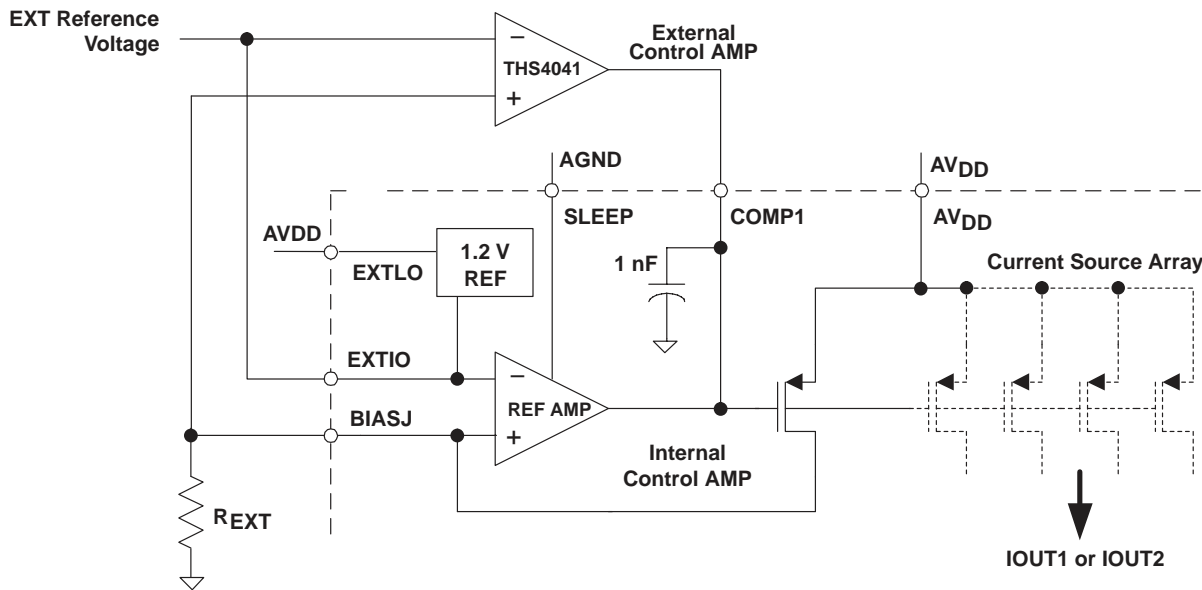 EXT Reference
Voltage
−
THS4041
+
External
Control AMP
AGND
AVDD
SLEEP
COMP1
AVDD
AVDD
EXTLO
1.2 V
REF
1 nF
Current Source Array
EXTIO
−
REF AMP
+
BIASJ
Internal
Control AMP
REXT
IOUT1 or IOUT2